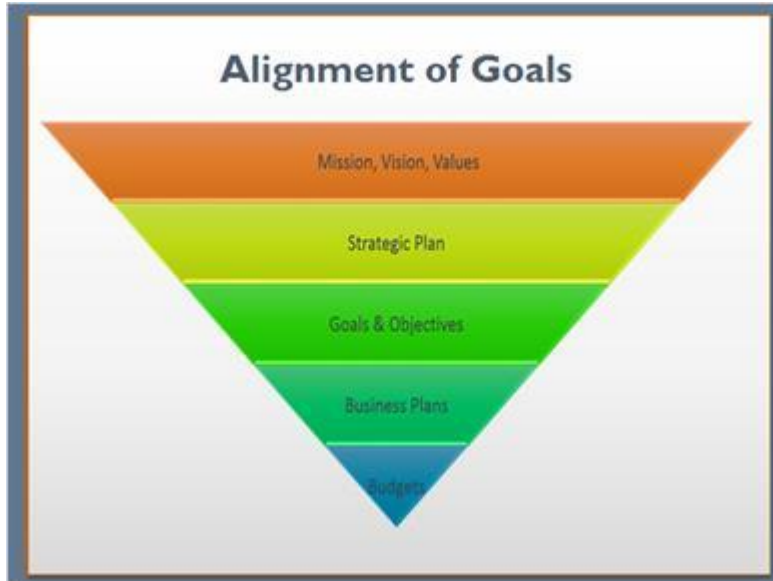 Alignment of Goals
Mission, Vision, Values
Strategic Plan
Goals & Objectives
Business Plans
Budgets